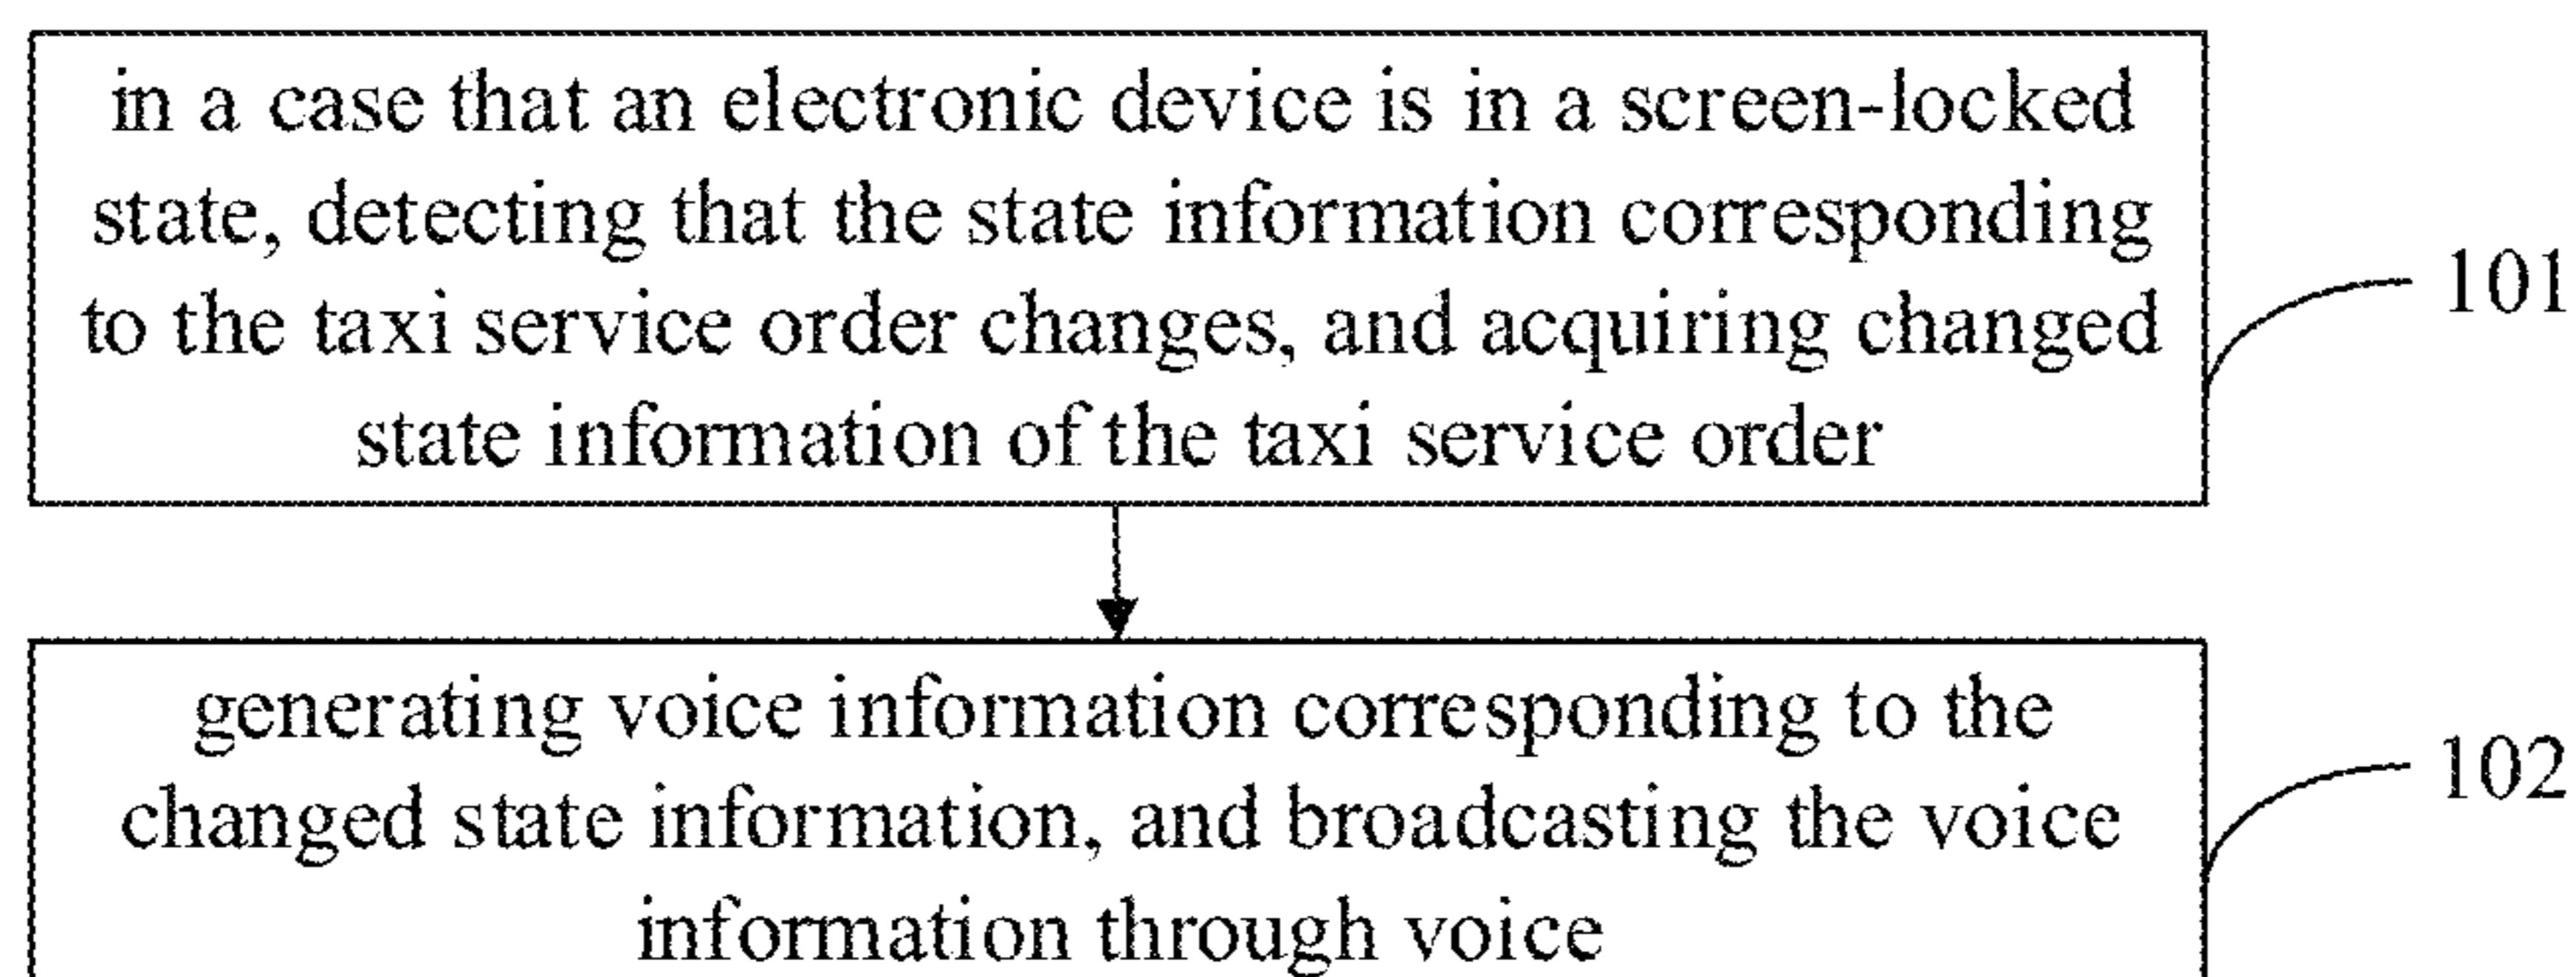 in a case that an electronic device is in a screen-locked
state, detecting that the state information corresponding
to the taxi service order changes, and acquiring changed
state information of the taxi service order
101
generating voice information corresponding to the
changed state information, and broadcasting the voice
information through voice
102